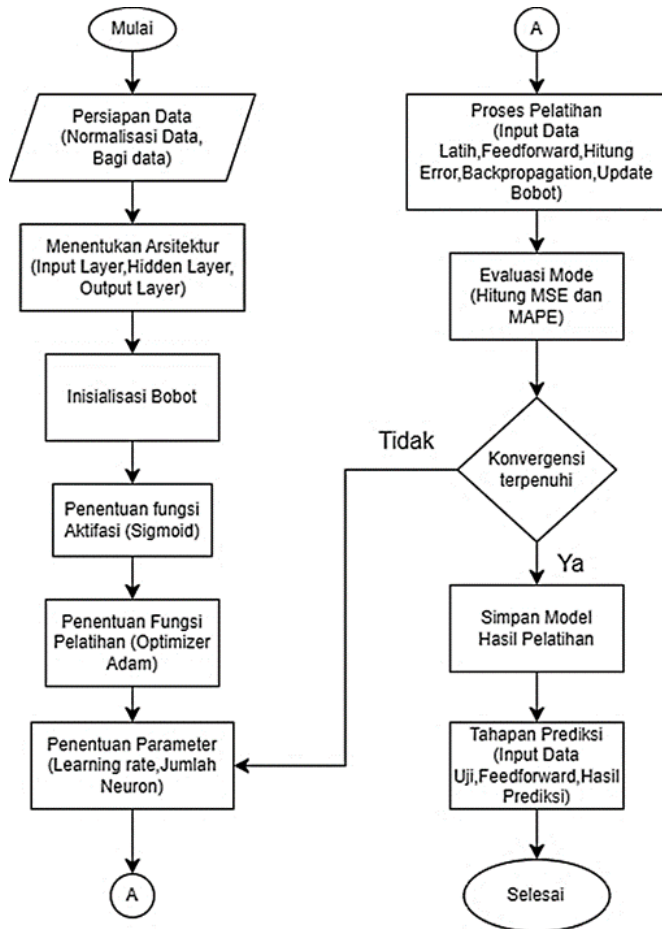 Mulai
Persiapan Data
(Normalisasi Data,
Bagi data)
Menentukan Arsitektur
(Input Layer,Hidden Layer,
Output Layer)
Inisialisasi Bobot
Penentuan fungsi
Aktifasi (Sigmoid)
Penentuan Fungsi
Pelatihan (Optimizer
Adam)
Penentuan Parameter
(Learning rate,Jumlah
Neuron)
A
A
Proses Pelatihan
(Input Data
Latih,Feedforward,Hitung
Error,Backpropagation,Update
Bobot)
Evaluasi Mode
(Hitung MSE dan
MAPE)
Konvergensi
terpenuhi
Tidak
Ya
Simpan Model
Hasil Pelatihan
Tahapan Prediksi
(Input Data
Uji,Feedforward,Hasil
Prediksi)
Selesai